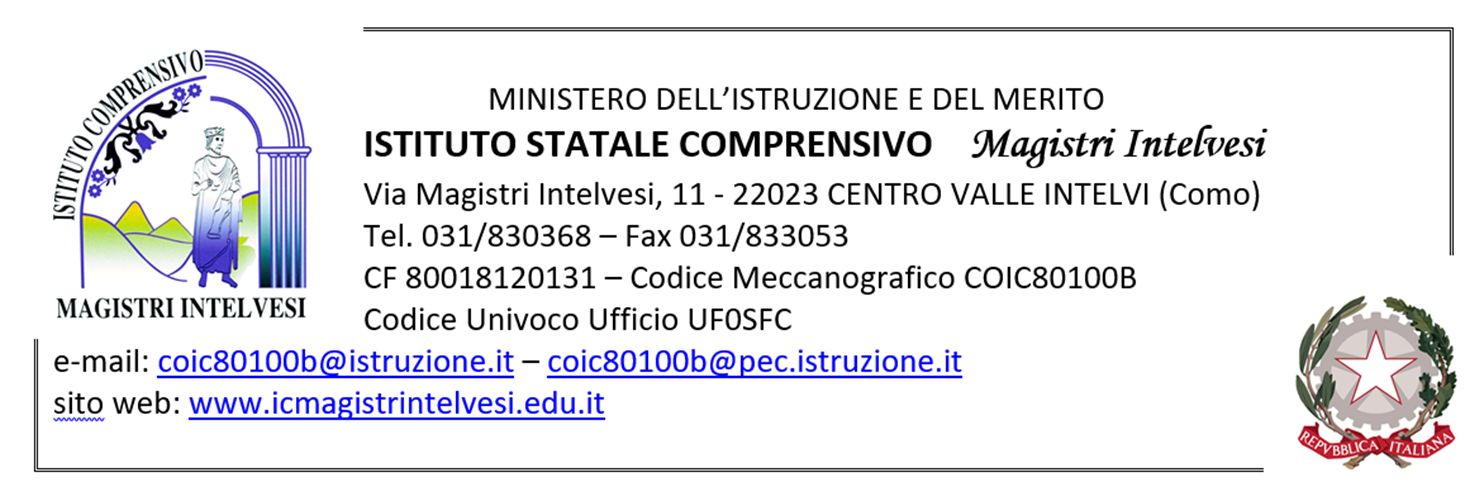 ISTITUTO COMPRENSIVO
MAGISTRI INTELVESI
MINISTERO DELL’ISTRUZIONE E DEL MERITO
ISTITUTO STATALE COMPRENSIVO Magistri Intelvesi
Via Magistri Intelvesi, 11 - 22023 CENTRO VALLE INTELVI (Como)
Tel. 031/830368 – Fax 031/833053
CF 80018120131 – Codice Meccanografico COIC80100B
Codice Univoco Ufficio UF0SFC
e-mail: coic80100b@istruzione.it – coic80100b@pec.istruzione.it
sito web: www.icmagistrintelvesi.edu.it
REPVBBLICA ITALIANA